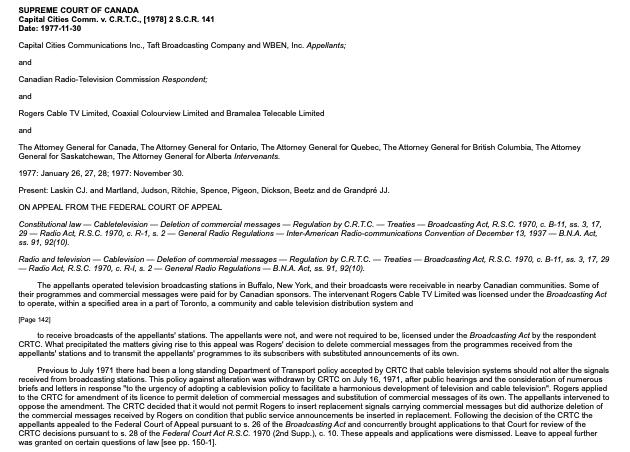 SUPREME COURT OF CANADA
Capital Cities Comm. v. C.R.T.C., [1978] 2 S.C.R. 141
Date: 1977-11-30
Capital Cities Communications Inc., Taft Broadcasting Company and WBEN, Inc. Appellants;
and
Canadian Radio-Television Commission Respondent;
and
Rogers Cable TV Limited, Coaxial Colourview Limited and Bramalea Telecable Limited
and
The Attorney General for Canada, The Attorney General for Ontario, The Attorney General for Quebec, The Attorney General for British Columbia, The Attorney
General for Saskatchewan, The Attorney General for Alberta Intervenants.
1977: January 26, 27, 28; 1977: November 30.
Present: Laskin CJ. and Martland, Judson, Ritchie, Spence, Pigeon, Dickson, Beetz and de Grandpré JJ.
ON APPEAL FROM THE FEDERAL COURT OF APPEAL
Constitutional law — Cabletelevision — Deletion of commercial messages — Regulation by C.R.T.C. — Treaties — Broadcasting Act, R.S.C. 1970, c. B-11, ss. 3, 17,
29 — Radio Act, R.S.C. 1970, c. R-1, s. 2 — General Radio Regulations — Inter-American Radio-communications Convention of December 13, 1937 — B.N.A. Act,
ss. 91, 92(10).
Radio and television — Cablevision — Deletion of commercial messages — Regulation by C.R.T.C. — Treaties — Broadcasting Act, R.S.C. 1970, c. B-11, ss. 3, 17, 29
— Radio Act, R.S.C. 1970, c. R-l, s. 2 — General Radio Regulations — B.N.A. Act, ss. 91, 92(10).
The appellants operated television broadcasting stations in Buffalo, New York, and their broadcasts were receivable in nearby Canadian communities. Some of
their programmes and commercial messages were paid for by Canadian sponsors. The intervenant Rogers Cable TV Limited was licensed under the Broadcasting Act
to operate, within a specified area in a part of Toronto, a community and cable television distribution system and
[Page 142]
to receive broadcasts of the appellants' stations. The appellants were not, and were not required to be, licensed under the Broadcasting Act by the respondent
CRTC. What precipitated the matters giving rise to this appeal was Rogers' decision to delete commercial messages from the programmes received from the
appellants' stations and to transmit the appellants' programmes to its subscribers with substituted announcements of its own.
Previous to July 1971 there had been a long standing Department of Transport policy accepted by CRTC that cable television systems should not alter the signals
received from broadcasting stations. This policy against alteration was withdrawn by CRTC on July 16, 1971, after public hearings and the consideration of numerous
briefs and letters in response "to the urgency of adopting a cablevision policy to facilitate a harmonious development of television and cable television". Rogers applied
to the CRTC for amendment of its licence to permit deletion of commercial messages and substitution of commercial messages of its own. The appellants intervened to
oppose the amendment. The CRTC decided that it would not permit Rogers to insert replacement signals carrying commercial messages but did authorize deletion of
the commercial messages received by Rogers on condition that public service announcements be inserted in replacement. Following the decision of the CRTC the
appellants appealed to the Federal Court of Appeal pursuant to s. 26 of the Broadcasting Act and concurrently brought applications to that Court for review of the
CRTC decisions pursuant to s. 28 of the Federal Court Act R.S.C. 1970 (2nd Supp.), c. 10. These appeals and applications were dismissed. Leave to appeal further
was granted on certain questions of law [see pp. 150-1].